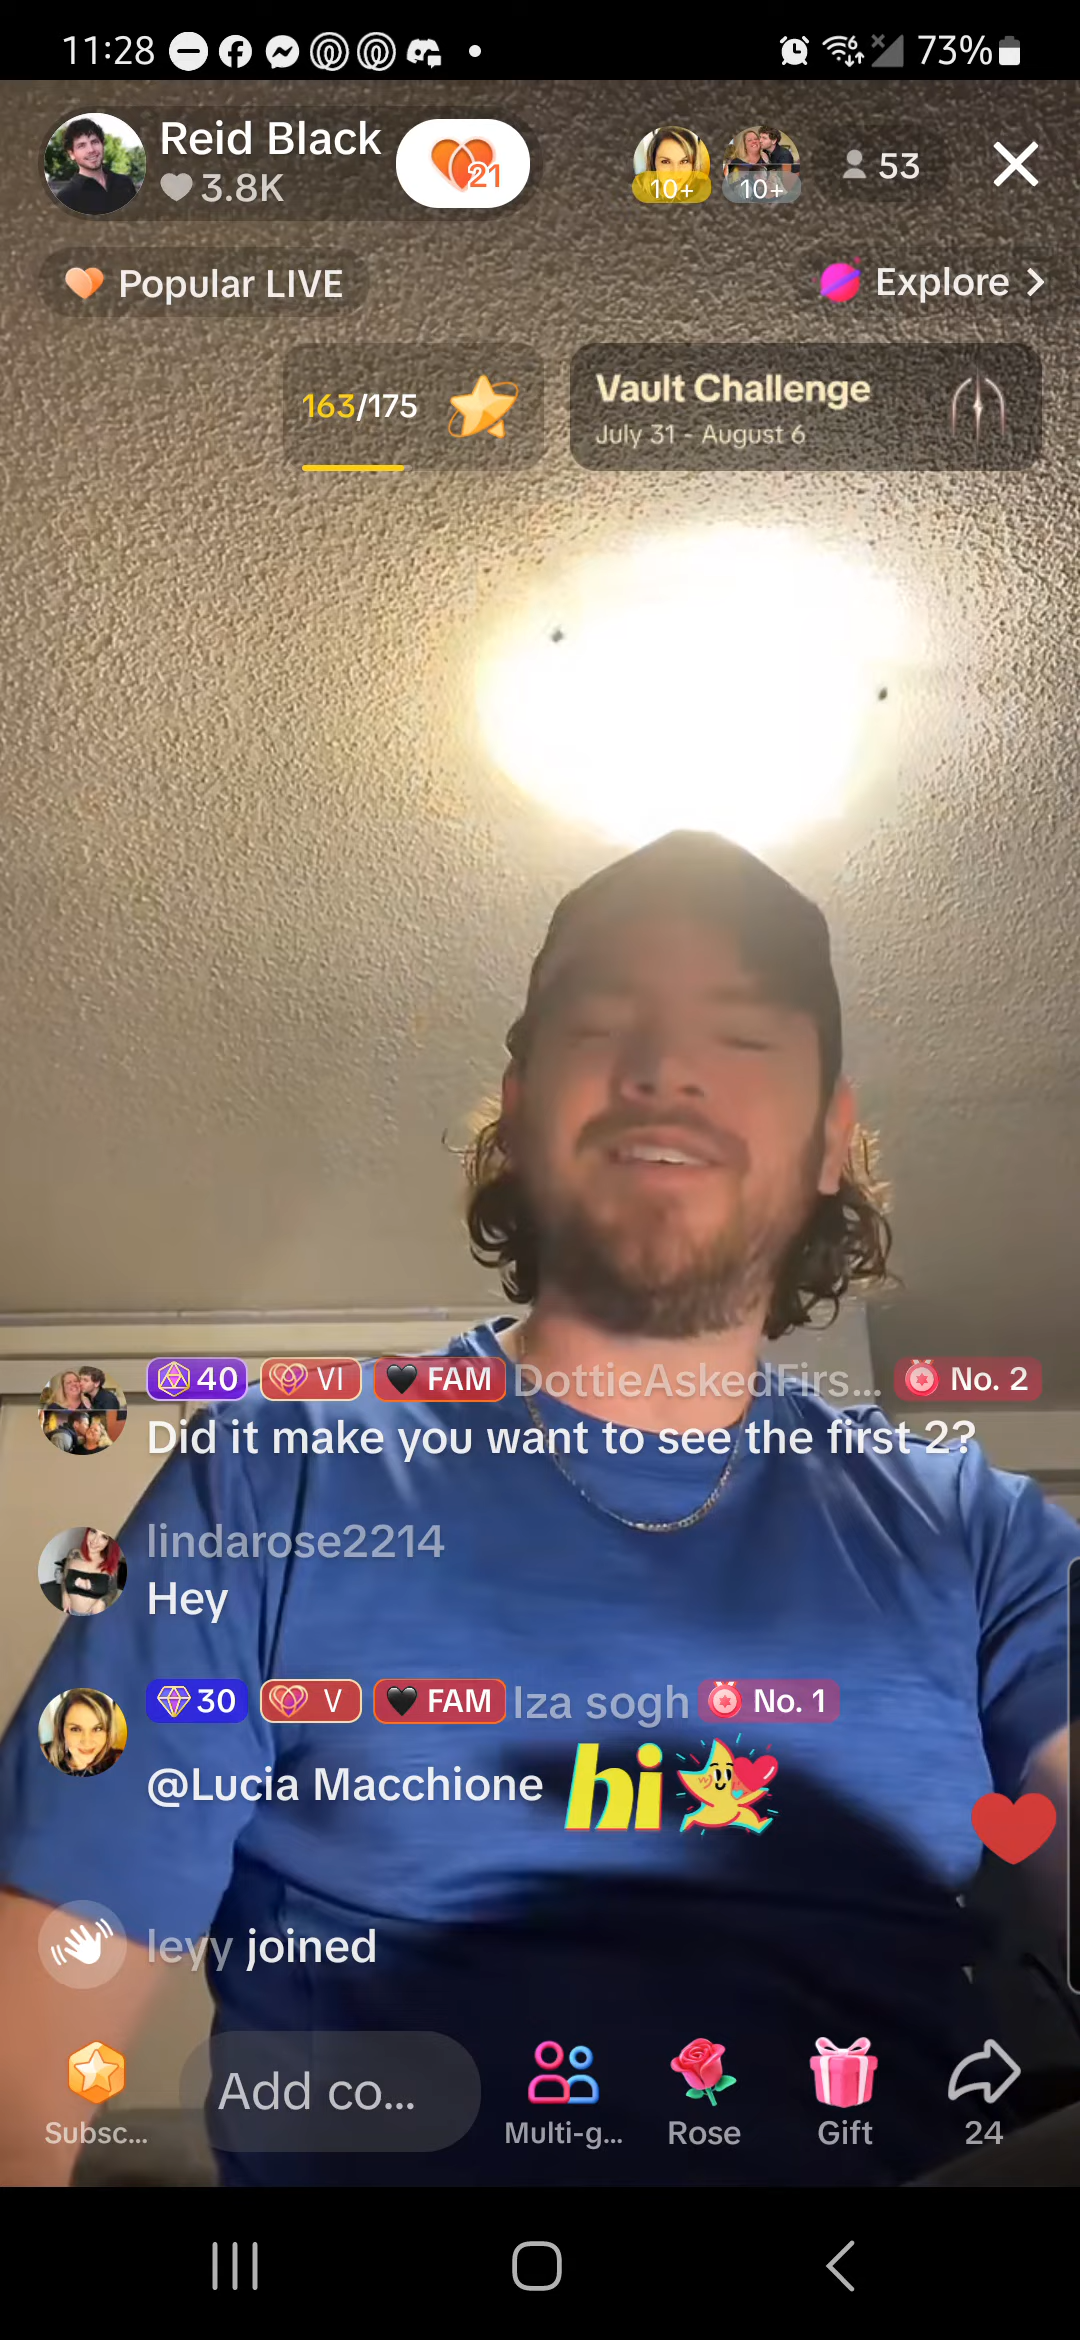 11:28
73%
Reid Black
3.8K
21
10+
10+
53
Popular LIVE
Explore
163/175
Vault Challenge
July 31 - August 6
40 VI FAM DottieAskedFirs... No. 2
Did it make you want to see the first 2?
lindarose2214
Hey
30 V FAM Iza sogh No. 1
@Lucia Macchione hi
leyy joined
Add co...
Subsc...
Multi-g...
Rose
Gift
24